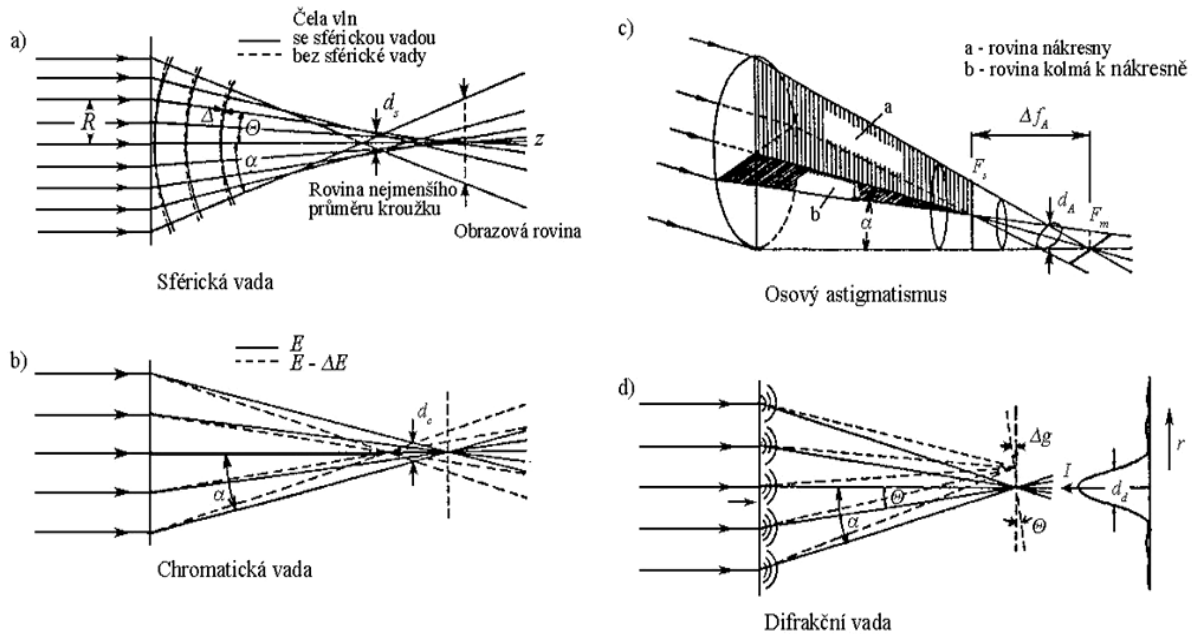 a)
Čela vln
se sférickou vadou
bez sférické vady
R
Δ
Θ
α
d_s
z
Rovina nejmenšího
průměru kroužku
Obrazová rovina
Sférická vada
c)
a - rovina nákresny
b - rovina kolmá k nákresně
a
b
α
Δf_A
F_s
d_A
F_m
Osový astigmatismus
b)
E
E - ΔE
d_c
α
Chromatická vada
d)
Δg
r
I
d_d
Θ
α
Θ
Difrakční vada